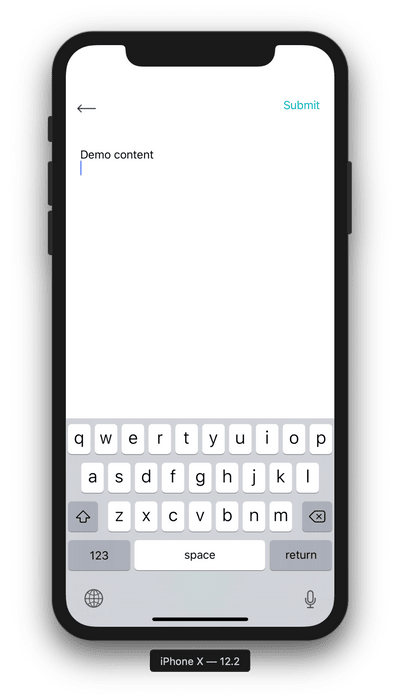 Submit
Demo content
q w e r t y u i o p
a s d f g h j k l
z x c v b n m
123 space return
iPhone X — 12.2